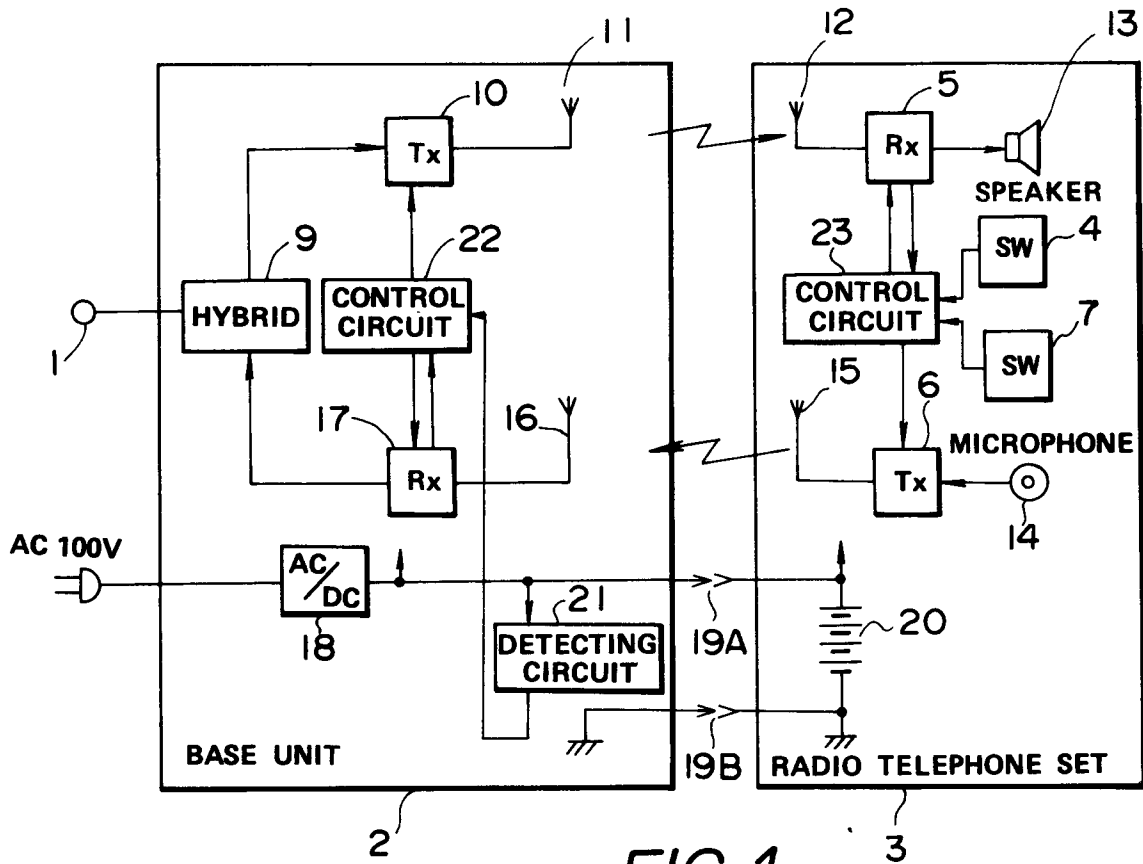 11
12
13
10
5
Tx
Rx
SPEAKER
9
22
23
4
SW
HYBRID
CONTROL
CIRCUIT
CONTROL
CIRCUIT
1
7
SW
15
6
17
16
MICROPHONE
Rx
Tx
14
AC 100V
AC/DC
21
20
18
DETECTING
CIRCUIT
19A
BASE UNIT
19B
RADIO TELEPHONE SET
2
3